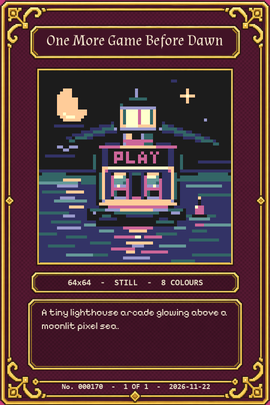 One More Game Before Dawn
PLAY
64x64 - STILL - 8 COLOURS
A tiny lighthouse arcade glowing above a
moonlit pixel sea.
No. 000170 - 1 OF 1 - 2026-11-22